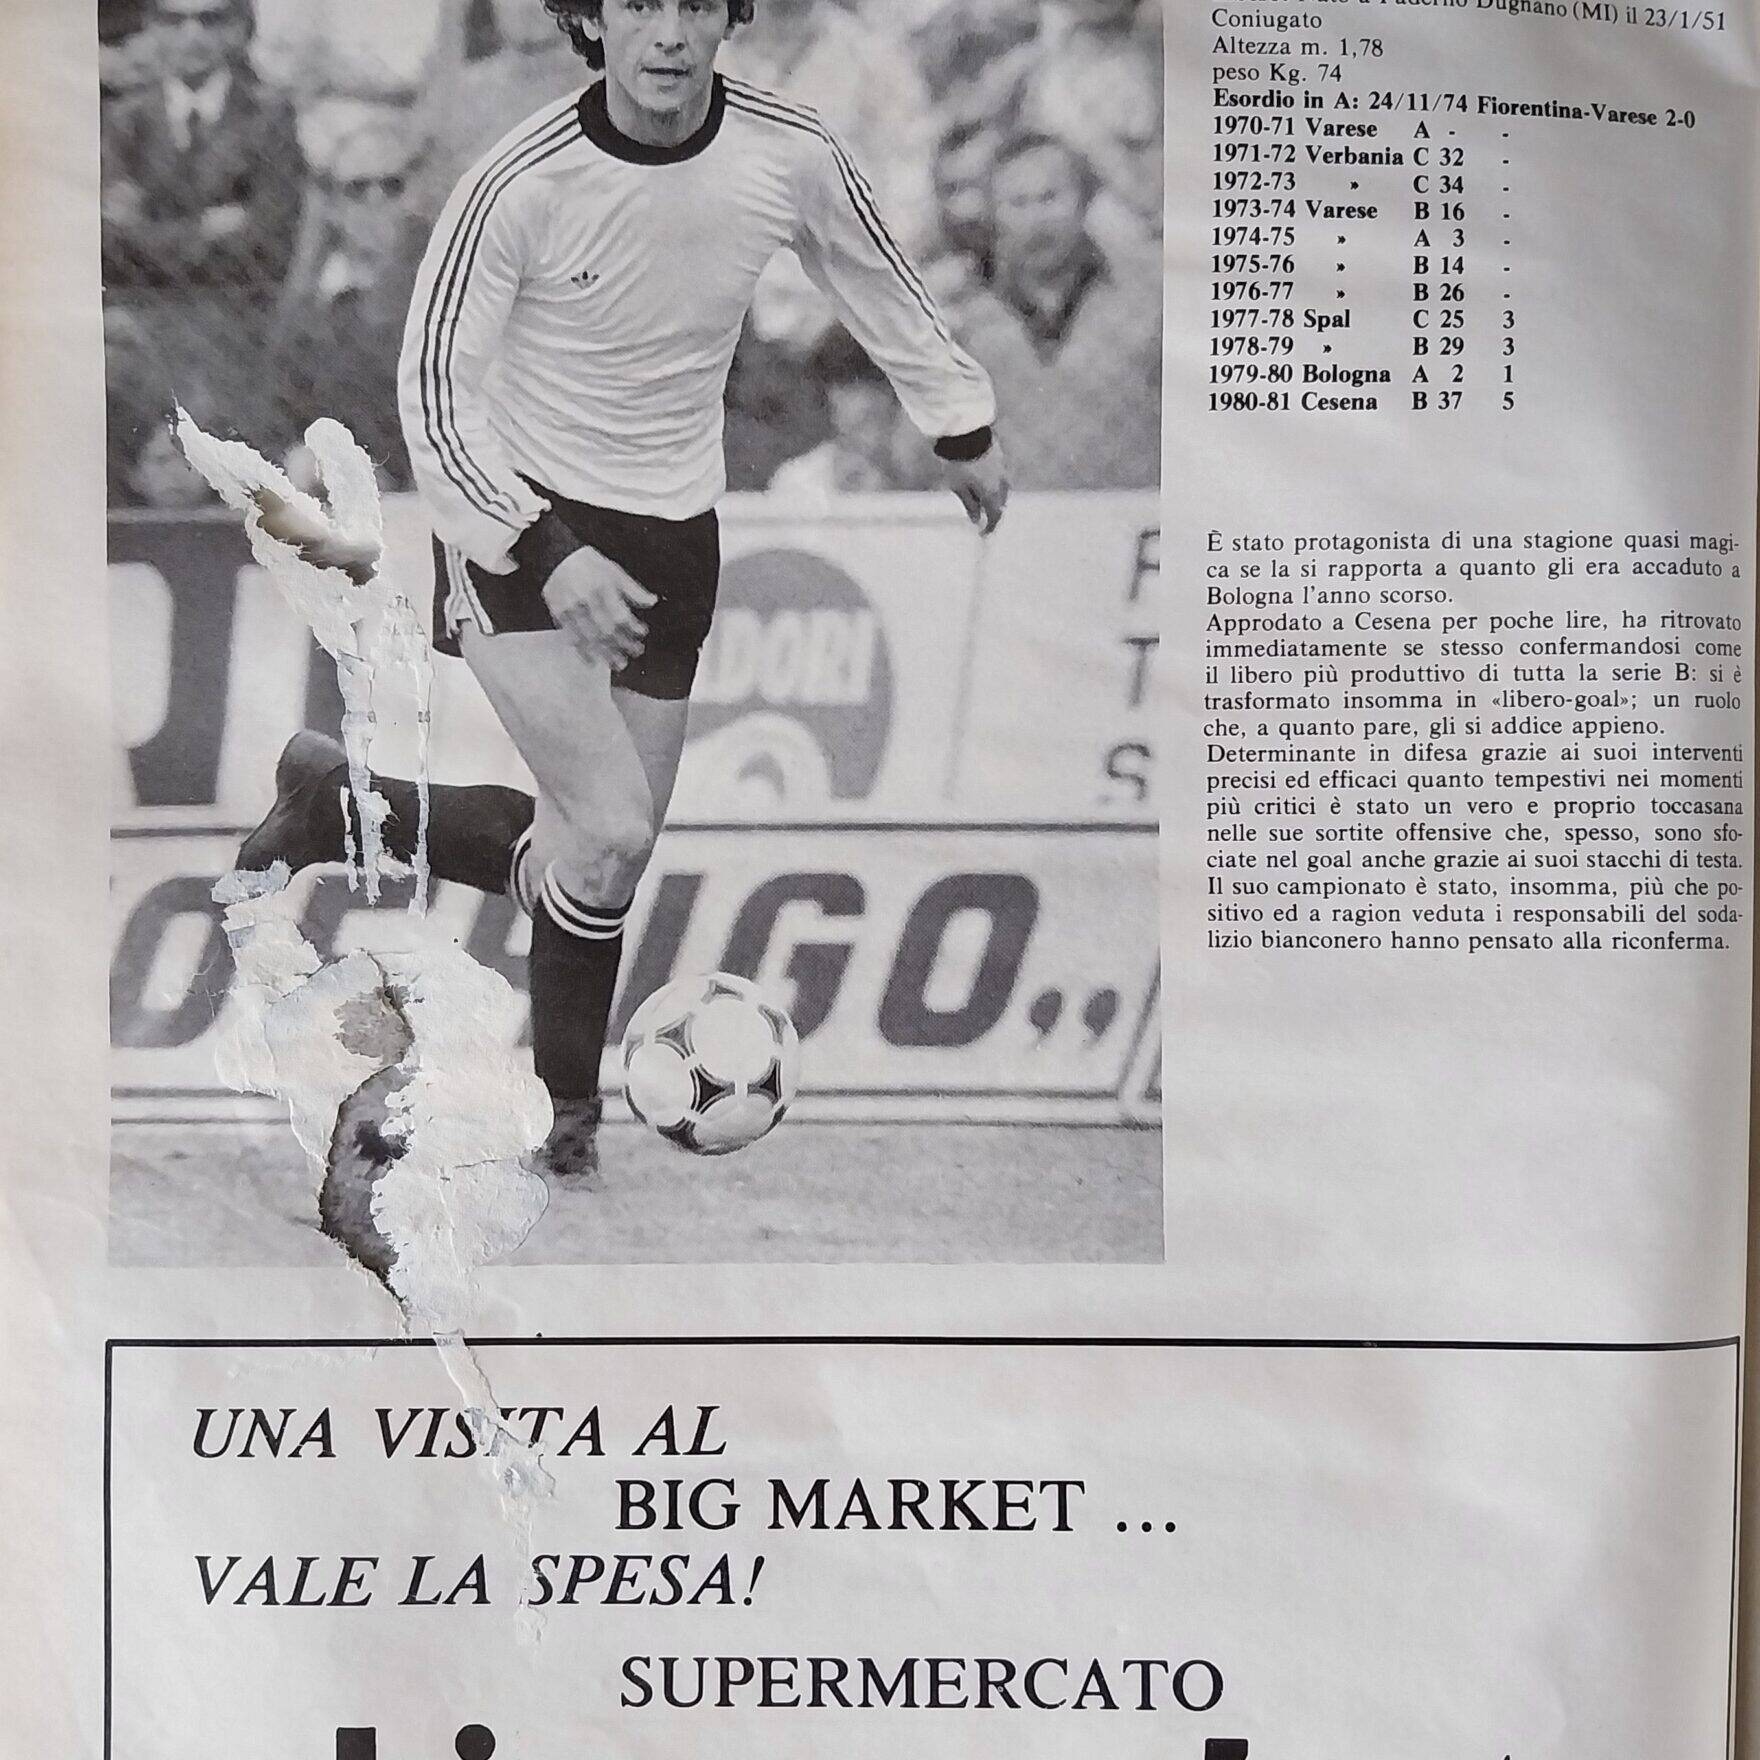 Dugnano (MI) il 23/1/51
Coniugato
Altezza m. 1,78
peso Kg. 74
Esordio in A: 24/11/74 Fiorentina-Varese 2-0
1970-71 Varese A - -
1971-72 Verbania C 32 -
1972-73 » C 34 -
1973-74 Varese B 16 -
1974-75 » A 3 -
1975-76 » B 14 -
1976-77 » B 26 -
1977-78 Spal C 25 3
1978-79 » B 29 3
1979-80 Bologna A 2 1
1980-81 Cesena B 37 5
È stato protagonista di una stagione quasi magi-
ca se la si rapporta a quanto gli era accaduto a
Bologna l'anno scorso.
Approdato a Cesena per poche lire, ha ritrovato
immediatamente se stesso confermandosi come
il libero più produttivo di tutta la serie B: si è
trasformato insomma in «libero-goal»; un ruolo
che, a quanto pare, gli si addice appieno.
Determinante in difesa grazie ai suoi interventi
precisi ed efficaci quanto tempestivi nei momenti
più critici è stato un vero e proprio toccasana
nelle sue sortite offensive che, spesso, sono sfo-
ciate nel goal anche grazie ai suoi stacchi di testa.
Il suo campionato è stato, insomma, più che po-
sitivo ed a ragion veduta i responsabili del soda-
lizio bianconero hanno pensato alla riconferma.
UNA VISITA AL
BIG MARKET ...
VALE LA SPESA!
SUPERMERCATO